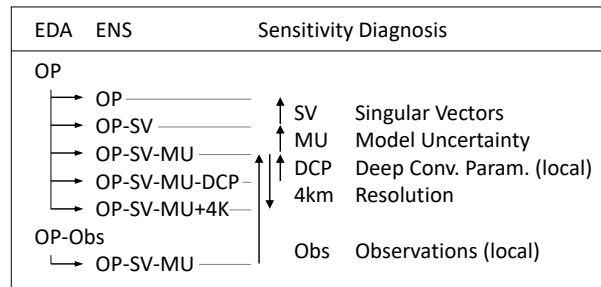 EDA ENS Sensitivity Diagnosis
OP
OP
OP-SV
OP-SV-MU
OP-SV-MU-DCP
OP-SV-MU+4K
OP-Obs
OP-SV-MU
SV Singular Vectors
MU Model Uncertainty
DCP Deep Conv. Param. (local)
4km Resolution
Obs Observations (local)